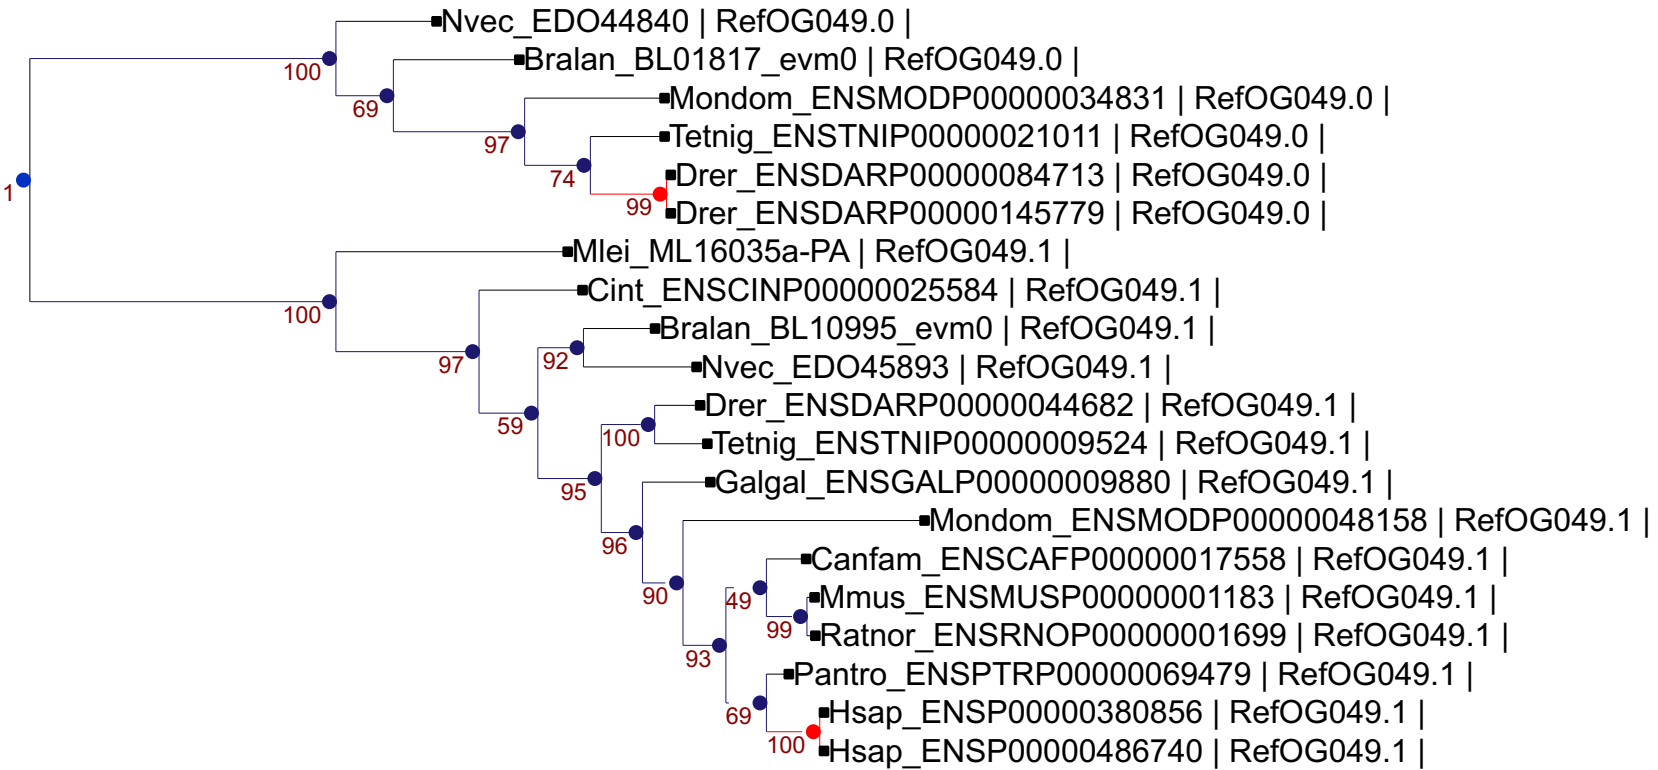 Nvec_EDO44840 | RefOG049.0 |
Bralan_BL01817_evm0 | RefOG049.0 |
100
Mondom_ENSMODP00000034831 | RefOG049.0 |
69
Tetnig_ENSTNIP00000021011 | RefOG049.0 |
97
Drer_ENSDARP00000084713 | RefOG049.0 |
74
1
99
Drer_ENSDARP00000145779 | RefOG049.0 |
Mlei_ML16035a-PA | RefOG049.1 |
Cint_ENSCINP00000025584 | RefOG049.1 |
100
Bralan_BL10995_evm0 | RefOG049.1 |
92
97
Nvec_EDO45893 | RefOG049.1 |
Drer_ENSDARP00000044682 | RefOG049.1 |
59
100
Tetnig_ENSTNIP00000009524 | RefOG049.1 |
Galgal_ENSGALP00000009880 | RefOG049.1 |
95
Mondom_ENSMODP00000048158 | RefOG049.1 |
96
Canfam_ENSCAFP00000017558 | RefOG049.1 |
90
49
Mmus_ENSMUSP00000001183 | RefOG049.1 |
99
Ratnor_ENSRNOP00000001699 | RefOG049.1 |
93
Pantro_ENSPTRP00000069479 | RefOG049.1 |
69
Hsap_ENSP00000380856 | RefOG049.1 |
100
Hsap_ENSP00000486740 | RefOG049.1 |